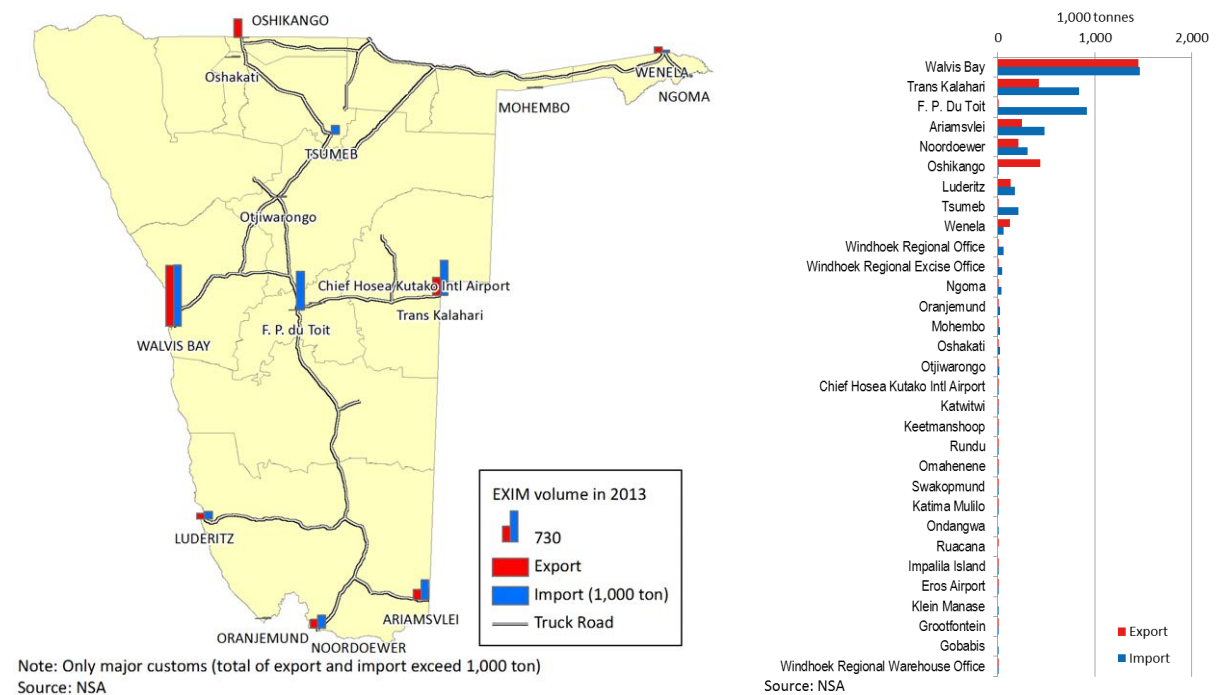 OSHIKANGO
Oshakati
WENELA
NGOMA
MOHEMBO
TSUMEB
Otjiwarongo
Chief Hosea Kutako Intl Airport
Trans Kalahari
F. P. du Toit
WALVIS BAY
LUDERITZ
ARIAMSVLEI
ORANJEMUND
NOORDOEWER
EXIM volume in 2013
730
Export
Import (1,000 ton)
Truck Road
Note: Only major customs (total of export and import exceed 1,000 ton)
Source: NSA
1,000 tonnes
0 1,000 2,000
Walvis Bay
Trans Kalahari
F. P. Du Toit
Ariamsvlei
Noordoewer
Oshikango
Luderitz
Tsumeb
Wenela
Windhoek Regional Office
Windhoek Regional Excise Office
Ngoma
Oranjemund
Mohembo
Oshakati
Otjiwarongo
Chief Hosea Kutako Intl Airport
Katwitwi
Keetmanshoop
Rundu
Omahenene
Swakopmund
Katima Mulilo
Ondangwa
Ruacana
Impalila Island
Eros Airport
Klein Manase
Grootfontein
Gobabis
Windhoek Regional Warehouse Office
Export
Import
Source: NSA